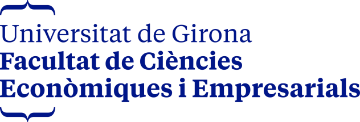 Universitat de Girona
Facultat de Ciències
Econòmiques i Empresarials